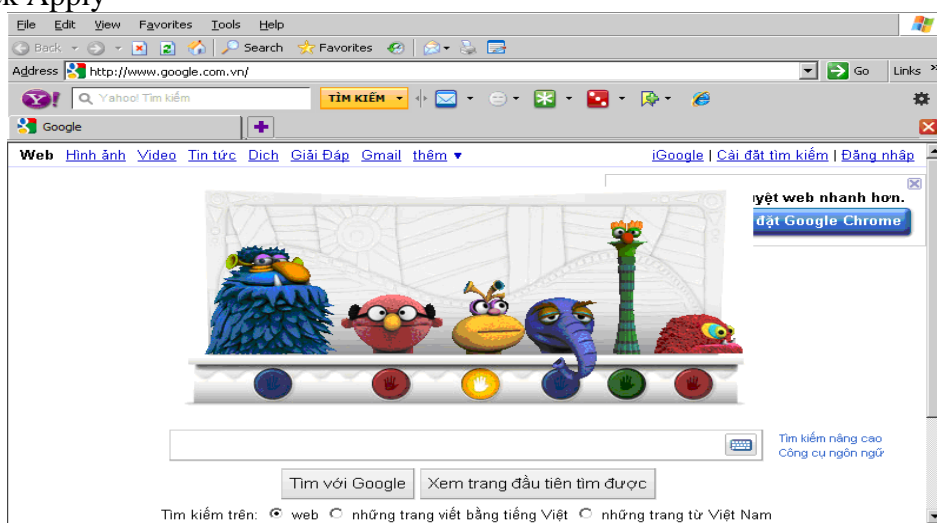 k Apply
File Edit View Favorites Tools Help
Back Search Favorites
Address http://www.google.com.vn/ Go Links »
Y! Yahoo! Tìm kiếm TÌM KIẾM
Google
Web Hình ảnh Video Tin tức Dịch Giải Đáp Gmail thêm ▼ iGoogle | Cài đặt tìm kiếm | Đăng nhập
yệt web nhanh hơn.
đặt Google Chrome
Tìm kiếm nâng cao
Công cụ ngôn ngữ
Tìm với Google Xem trang đầu tiên tìm được
Tìm kiếm trên: web những trang viết bằng tiếng Việt những trang từ Việt Nam